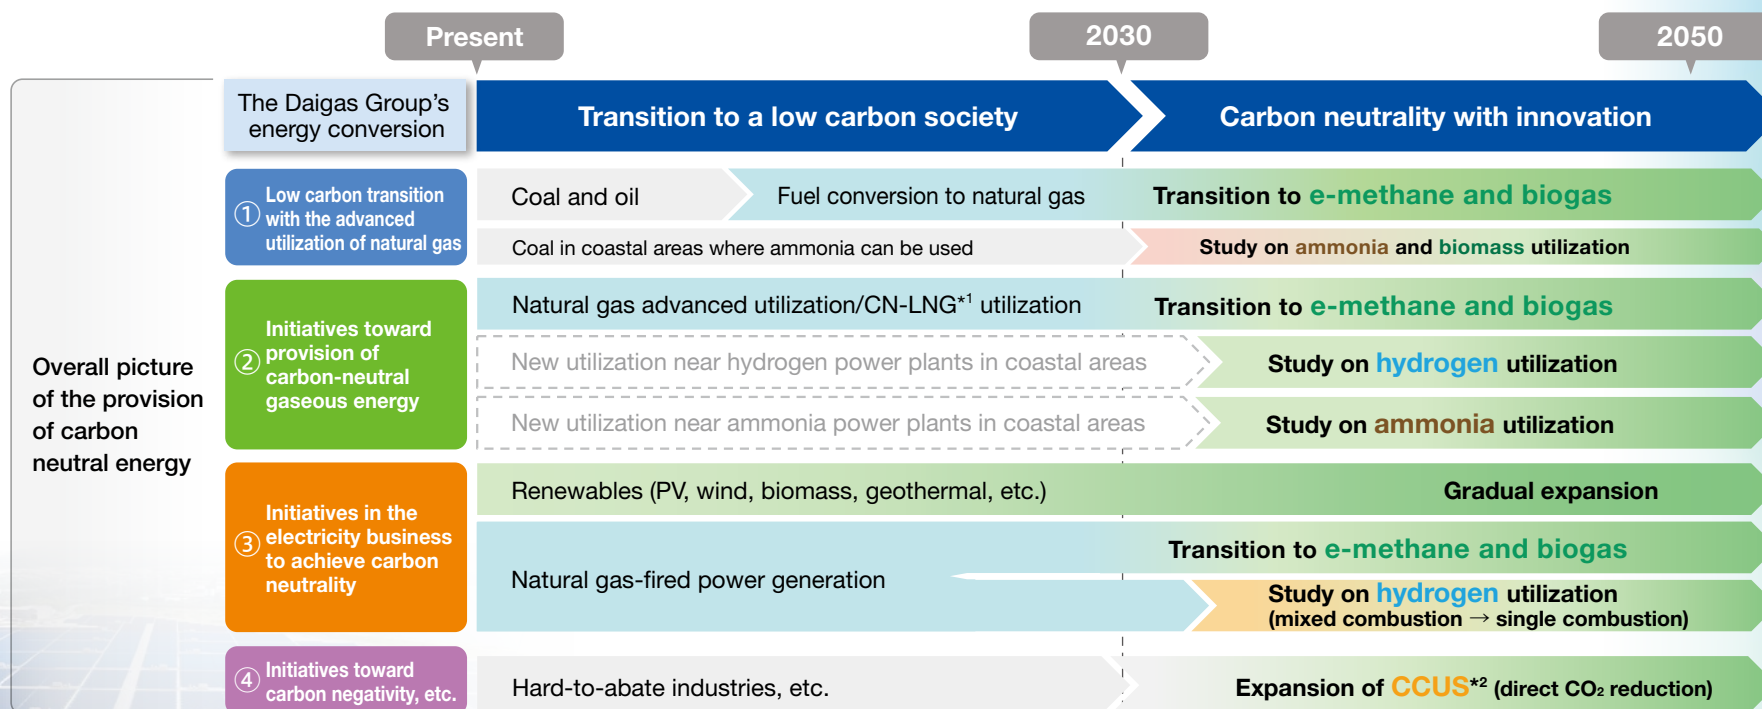 Present
2030
2050
The Daigas Group's
energy conversion
Transition to a low carbon society
Carbon neutrality with innovation
Overall picture
of the provision
of carbon
neutral energy
① Low carbon transition
with the advanced
utilization of natural gas
Coal and oil
Fuel conversion to natural gas
Transition to e-methane and biogas
Coal in coastal areas where ammonia can be used
Study on ammonia and biomass utilization
② Initiatives toward
provision of
carbon-neutral
gaseous energy
Natural gas advanced utilization/CN-LNG*1 utilization
Transition to e-methane and biogas
New utilization near hydrogen power plants in coastal areas
Study on hydrogen utilization
New utilization near ammonia power plants in coastal areas
Study on ammonia utilization
③ Initiatives in the
electricity business
to achieve carbon
neutrality
Renewables (PV, wind, biomass, geothermal, etc.)
Gradual expansion
Natural gas-fired power generation
Transition to e-methane and biogas
Study on hydrogen utilization
(mixed combustion → single combustion)
④ Initiatives toward
carbon negativity, etc.
Hard-to-abate industries, etc.
Expansion of CCUS*2 (direct CO₂ reduction)